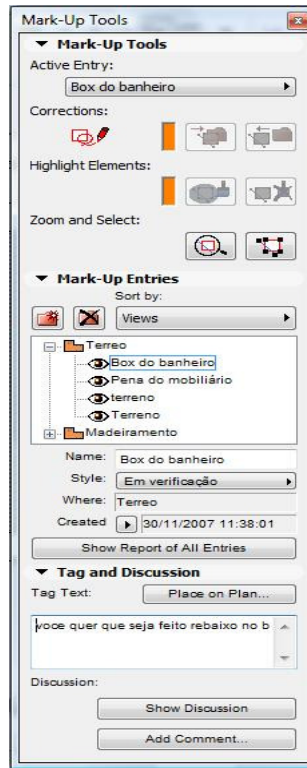 Mark-Up Tools
Mark-Up Tools
Active Entry:
Box do banheiro
Corrections:
Highlight Elements:
Zoom and Select:
Mark-Up Entries
Sort by:
Views
Terreo
Box do banheiro
Pena do mobiliário
terreno
Terreno
Madeiramento
Name: Box do banheiro
Style: Em verificação
Where: Terreo
Created 30/11/2007 11:38:01
Show Report of All Entries
Tag and Discussion
Tag Text: Place on Plan...
voce quer que seja feito rebaixo no b
Discussion:
Show Discussion
Add Comment...